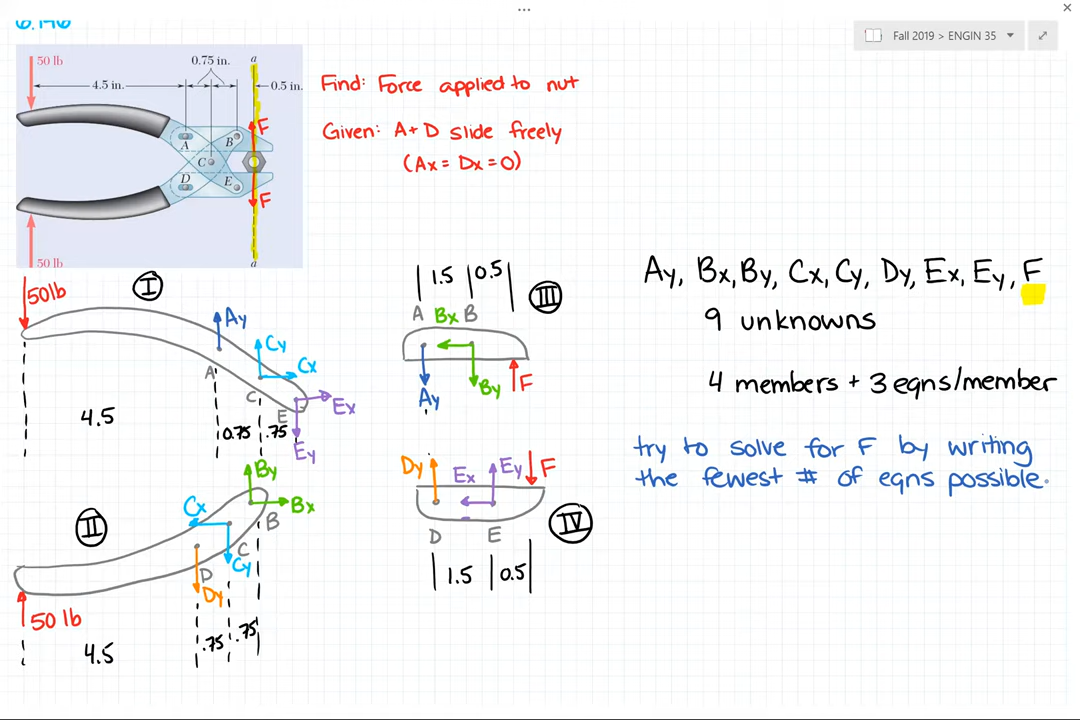 6.146
Fall 2019 > ENGIN 35
50 lb
0.75 in.
a
4.5 in.
0.5 in.
F
A
B
C
D
E
F
50 lb
a
Find: Force applied to nut
Given: A+D slide freely
(Ax = Dx = 0)
I
50lb
Ay
Cy
Cx
A
C
E
Ex
Ey
4.5
0.75
.75
III
1.5
0.5
A
Bx
B
Ay
By
F
II
By
Bx
Cx
B
C
Cy
D
Dy
50 lb
4.5
.75
.75
IV
Dy
Ex
Ey
F
D
E
1.5
0.5
Ay, Bx, By, Cx, Cy, Dy, Ex, Ey, F
9 unknowns
4 members + 3 eqns/member
try to solve for F by writing
the fewest # of eqns possible.